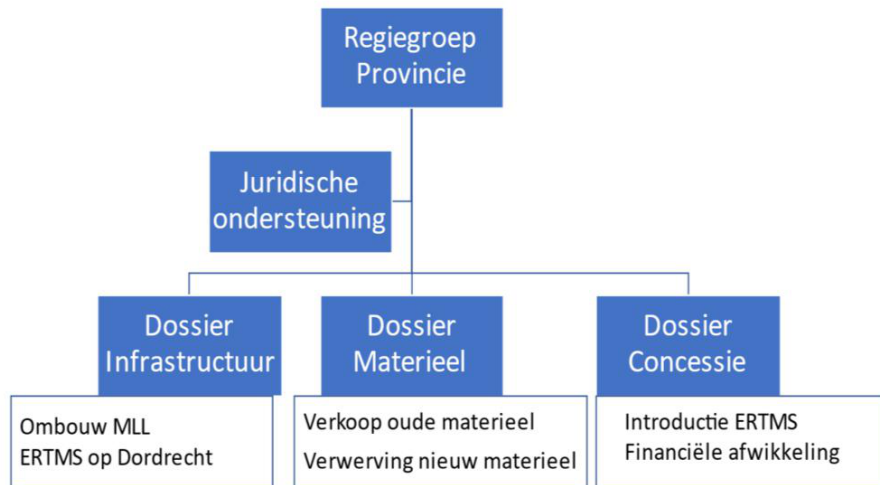 Regiegroep
Provincie
Juridische
ondersteuning
Dossier
Infrastructuur
Dossier
Materieel
Dossier
Concessie
Ombouw MLL
ERTMS op Dordrecht
Verkoop oude materieel
Verwerving nieuw materieel
Introductie ERTMS
Financiële afwikkeling